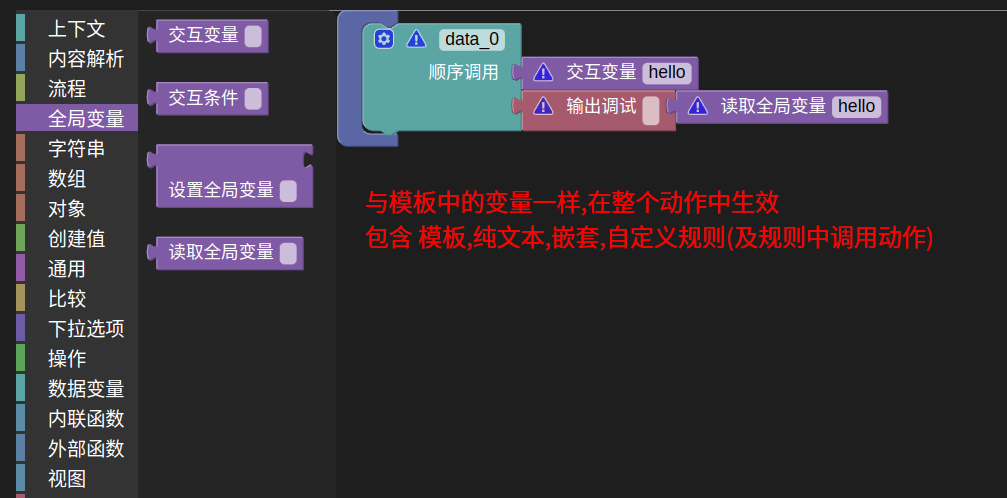 上下文
内容解析
流程
全局变量
字符串
数组
对象
创建值
通用
比较
下拉选项
操作
数据变量
内联函数
外部函数
视图
交互变量
交互条件
设置全局变量
读取全局变量
data_0
顺序调用 交互变量 hello
输出调试 读取全局变量 hello
与模板中的变量一样,在整个动作中生效
包含 模板,纯文本,嵌套,自定义规则(及规则中调用动作)